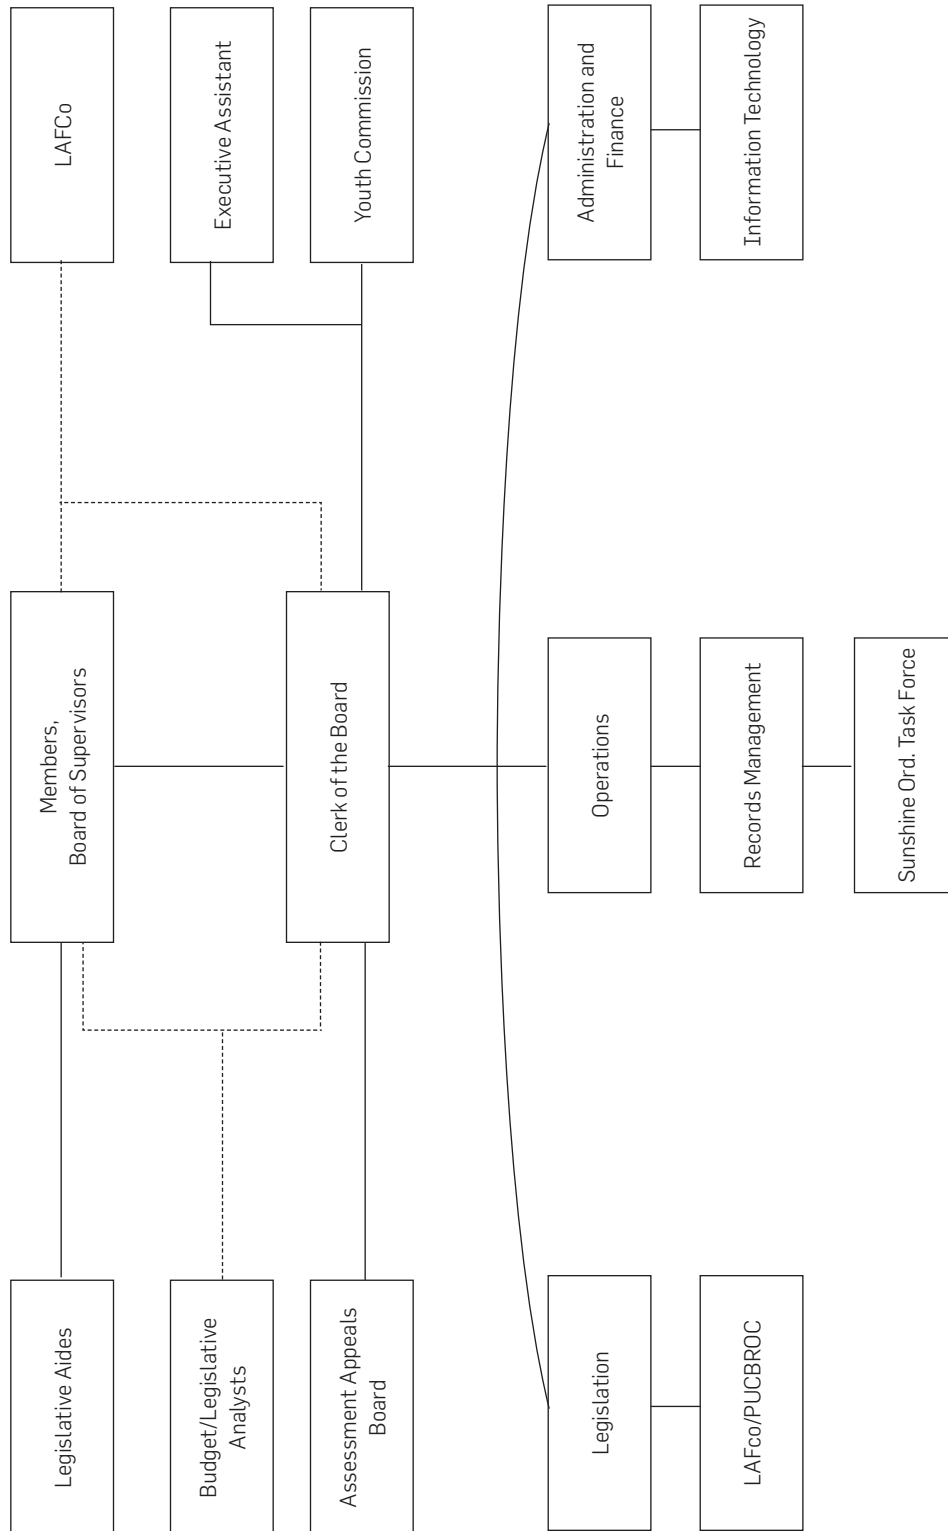 Legislative Aides
Members,
Board of Supervisors
LAFCo
Budget/Legislative
Analysts
Executive Assistant
Assessment Appeals
Board
Clerk of the Board
Youth Commission
Legislation
Operations
Administration and
Finance
LAFco/PUCBROC
Records Management
Information Technology
Sunshine Ord. Task Force